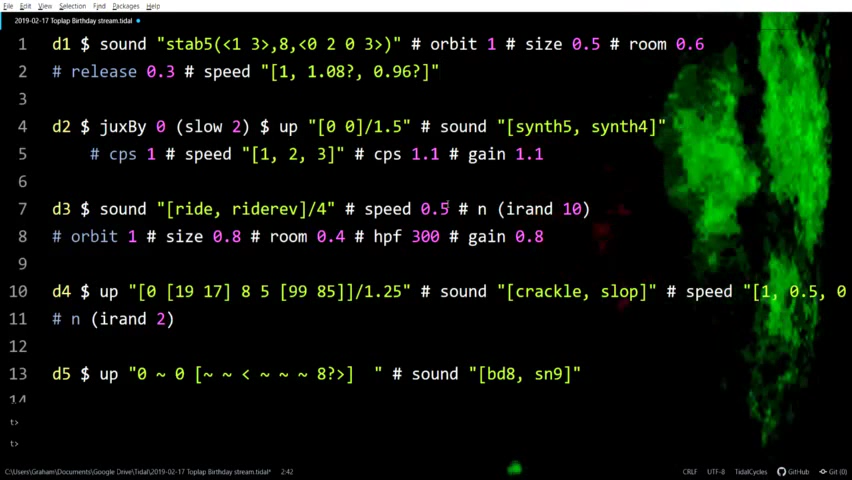 File Edit View Selection Find Packages Help
2019-02-17 Toplap Birthday stream.tidal
1 d1 $ sound "stab5(<1 3>,8,<0 2 0 3>)" # orbit 1 # size 0.5 # room 0.6
2 # release 0.3 # speed "[1, 1.08?, 0.96?]"
3
4 d2 $ juxBy 0 (slow 2) $ up "[0 0]/1.5" # sound "[synth5, synth4]"
5 # cps 1 # speed "[1, 2, 3]" # cps 1.1 # gain 1.1
6
7 d3 $ sound "[ride, riderev]/4" # speed 0.5 # n (irand 10)
8 # orbit 1 # size 0.8 # room 0.4 # hpf 300 # gain 0.8
9
10 d4 $ up "[0 [19 17] 8 5 [99 85]]/1.25" # sound "[crackle, slop]" # speed "[1, 0.5, 0
11 # n (irand 2)
12
13 d5 $ up "0 ~ 0 [~ ~ < ~ ~ ~ 8?>]  " # sound "[bd8, sn9]"
14
t>
t>
C:\Users\Graham\Documents\Google Drive\Tidal\2019-02-17 Toplap Birthday stream.tidal* 2:42 CRLF UTF-8 TidalCycles GitHub Git (0)